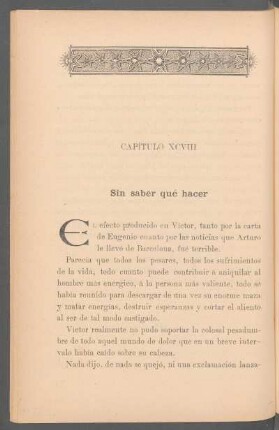 CAPITULO XCVIII
Sin saber qué hacer
EL efecto producido en Víctor, tanto por la carta
de Eugenio cuanto por las noticias que Arturo
le llevó de Barcelona, fué terrible.
Parecía que todos los pesares, todos los sufrimientos
de la vida, todo cuanto puede contribuir á aniquilar al
hombre más enérgico, á la persona más valiente, todo se
había reunido para descargar de una vez su enorme maza
y matar energías, destruir esperanzas y cortar el aliento
al ser de tal modo castigado.
Víctor realmente no pudo soportar la colosal pesadum-
bre de todo aquel mundo de dolor que en un breve inter-
valo había caído sobre su cabeza.
Nada dijo, de nada se quejó, ni una exclamación lanza-